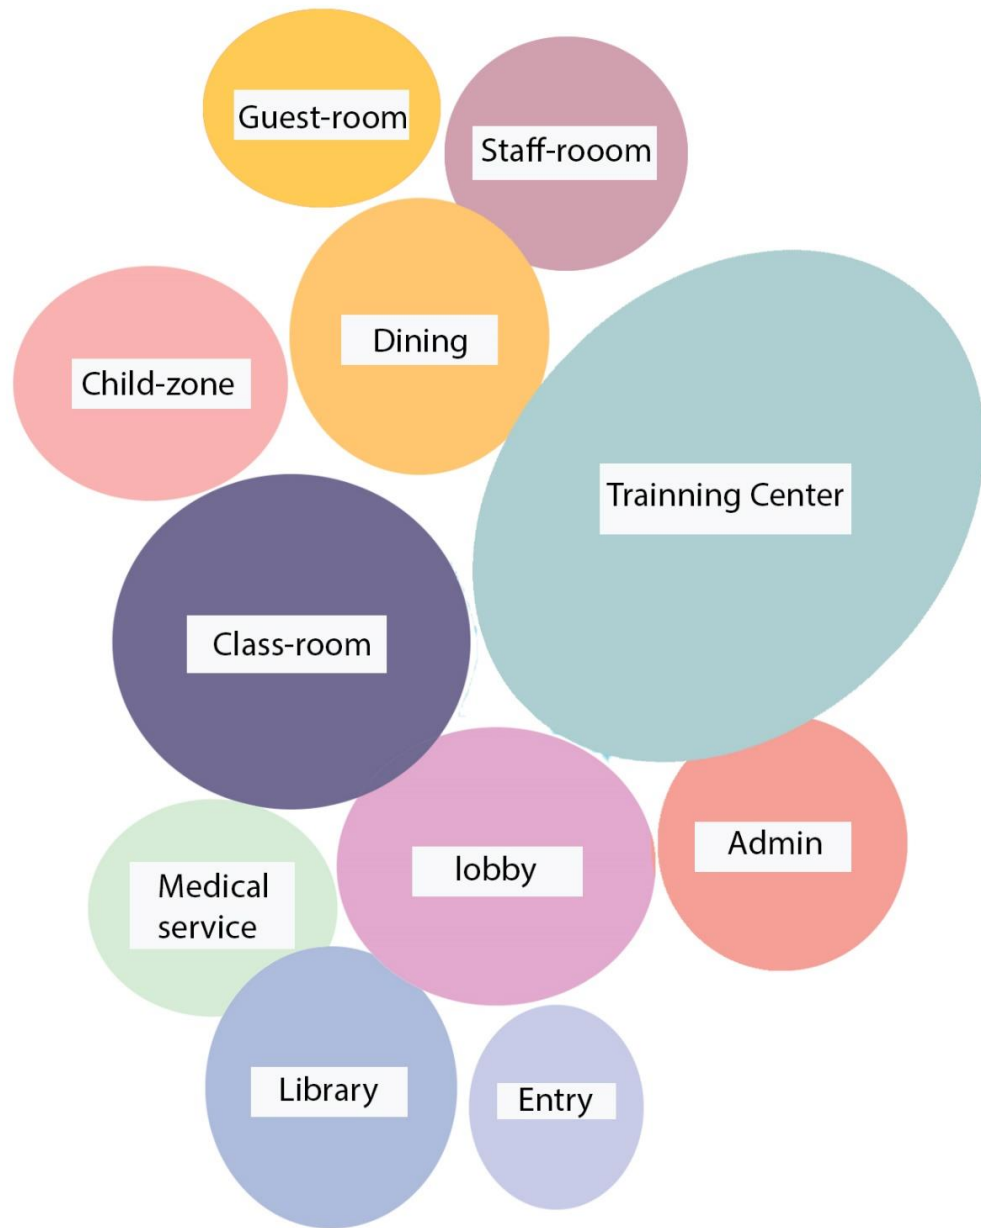 Guest-room
Staff-rooom
Dining
Child-zone
Trainning Center
Class-room
Admin
lobby
Medical
service
Library
Entry